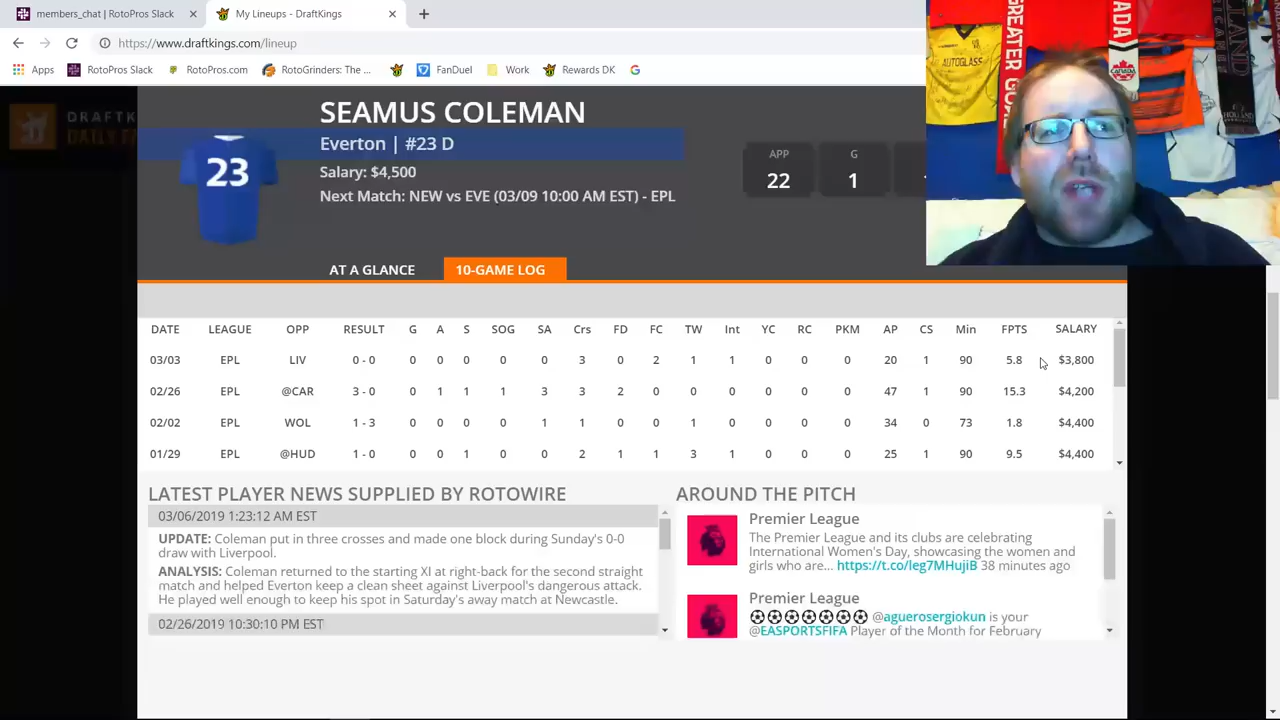 members_chat | RotoPros Slack
My Lineups - DraftKings
https://www.draftkings.com/lineup
Apps RotoPros Slack RotoPros.com RotoGrinders: The ... FanDuel Work Rewards DK
GREATER
CANADA
AUTOGLASS
HOLLAND
SEAMUS COLEMAN
Everton | #23 D
Salary: $4,500
Next Match: NEW vs EVE (03/09 10:00 AM EST) - EPL
23
APP G
22 1
AT A GLANCE 10-GAME LOG
DATE LEAGUE OPP RESULT G A S SOG SA Crs FD FC TW Int YC RC PKM AP CS Min FPTS SALARY
03/03 EPL LIV 0 - 0 0 0 0 0 0 3 0 2 1 1 0 0 0 20 1 90 5.8 $3,800
02/26 EPL @CAR 3 - 0 0 1 1 1 3 3 2 0 0 0 0 0 0 47 1 90 15.3 $4,200
02/02 EPL WOL 1 - 3 0 0 0 0 1 1 0 0 1 0 0 0 0 34 0 73 1.8 $4,400
01/29 EPL @HUD 1 - 0 0 0 1 0 0 2 1 1 3 1 0 0 0 25 1 90 9.5 $4,400
LATEST PLAYER NEWS SUPPLIED BY ROTOWIRE
03/06/2019 1:23:12 AM EST
UPDATE: Coleman put in three crosses and made one block during Sunday's 0-0
draw with Liverpool.
ANALYSIS: Coleman returned to the starting XI at right-back for the second straight
match and helped Everton keep a clean sheet against Liverpool's dangerous attack.
He played well enough to keep his spot in Saturday's away match at Newcastle.
02/26/2019 10:30:10 PM EST
AROUND THE PITCH
Premier League
The Premier League and its clubs are celebrating
International Women's Day, showcasing the women and
girls who are... https://t.co/leg7MHujiB 38 minutes ago
Premier League
⚽⚽⚽⚽⚽⚽⚽ @aguerosergiokun is your
@EASPORTSFIFA Player of the Month for February